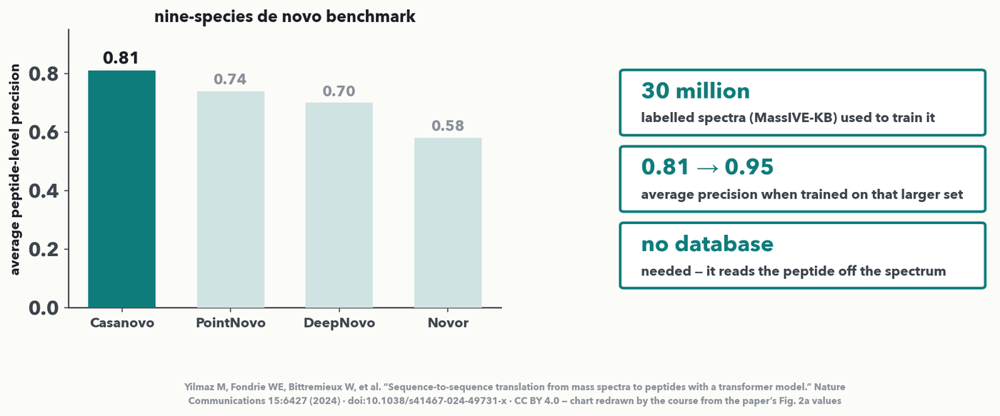 nine-species de novo benchmark
average peptide-level precision
0.8
0.6
0.4
0.2
0.0
0.81
0.74
0.70
0.58
Casanovo
PointNovo
DeepNovo
Novor
30 million
labelled spectra (MassIVE-KB) used to train it
0.81 → 0.95
average precision when trained on that larger set
no database
needed – it reads the peptide off the spectrum
Yilmaz M, Fondrie WE, Bittremieux W, et al. “Sequence-to-sequence translation from mass spectra to peptides with a transformer model.” Nature
Communications 15:6427 (2024) · doi:10.1038/s41467-024-49731-x · CC BY 4.0 – chart redrawn by the course from the paper’s Fig. 2a values